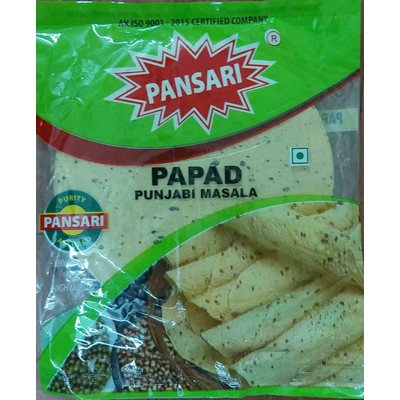 AN ISO 9001 - 2015 CERTIFIED COMPANY
PANSARI
®
PAPAD
PUNJABI MASALA
PURITY
PANSARI